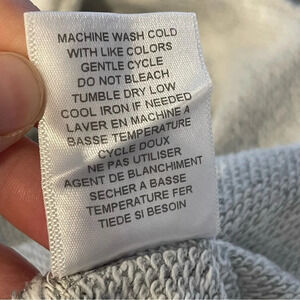 MACHINE WASH COLD
WITH LIKE COLORS
GENTLE CYCLE
DO NOT BLEACH
TUMBLE DRY LOW
COOL IRON IF NEEDED
LAVER EN MACHINE A
BASSE TEMPERATURE
CYCLE DOUX
NE PAS UTILISER
AGENT DE BLANCHIMENT
SECHER A BASSE
TEMPERATURE FER
TIEDE SI BESOIN